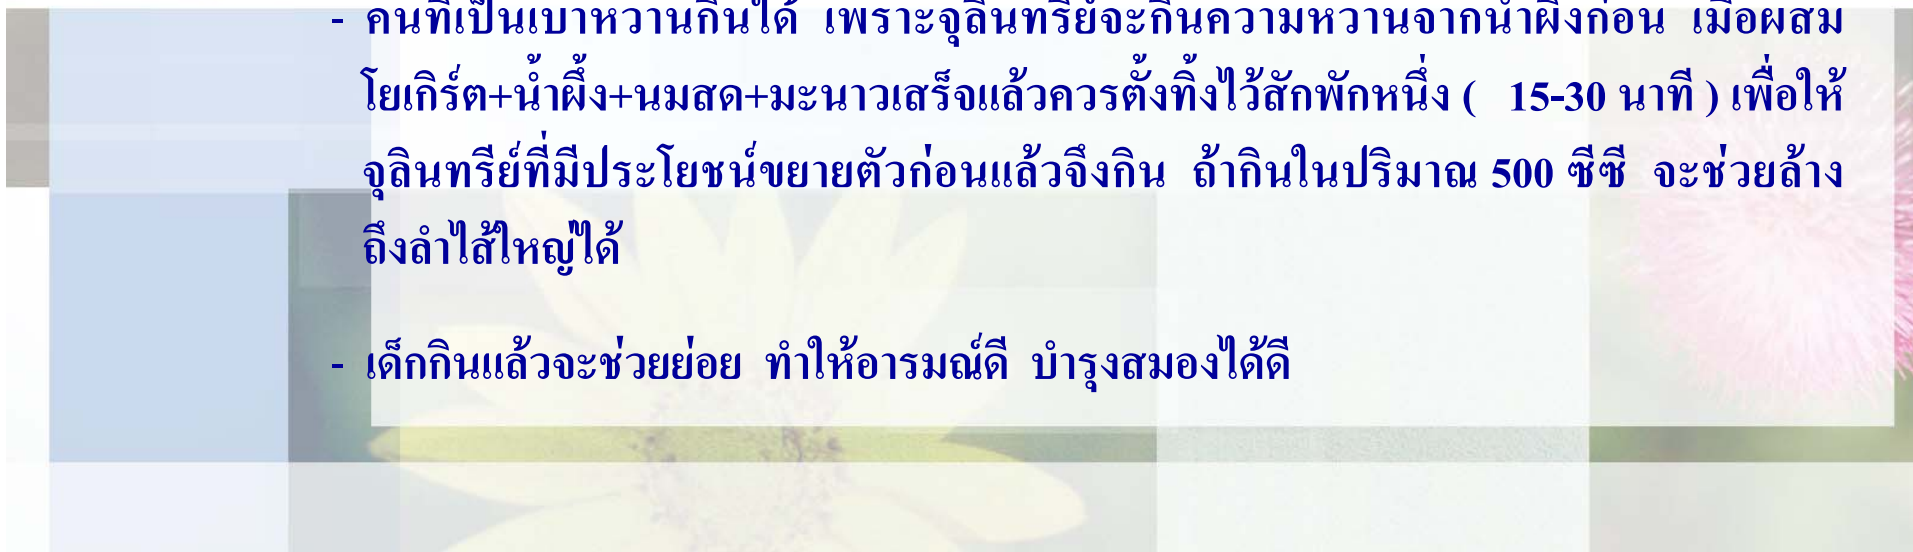 - คนที่เป็นเบาหวานกินได้ เพราะจุลินทรีย์จะกินความหวานจากน้ำผึ้งก่อน เมื่อผสม
โยเกิร์ต+น้ำผึ้ง+นมสด+มะนาวเสร็จแล้วควรตั้งทิ้งไว้สักพักหนึ่ง ( 15-30 นาที ) เพื่อให้
จุลินทรีย์ที่มีประโยชน์ขยายตัวก่อนแล้วจึงกิน ถ้ากินในปริมาณ 500 ซีซี จะช่วยล้าง
ถึงลำไส้ใหญ่ได้
- เด็กกินแล้วจะช่วยย่อย ทำให้อารมณ์ดี บำรุงสมองได้ดี